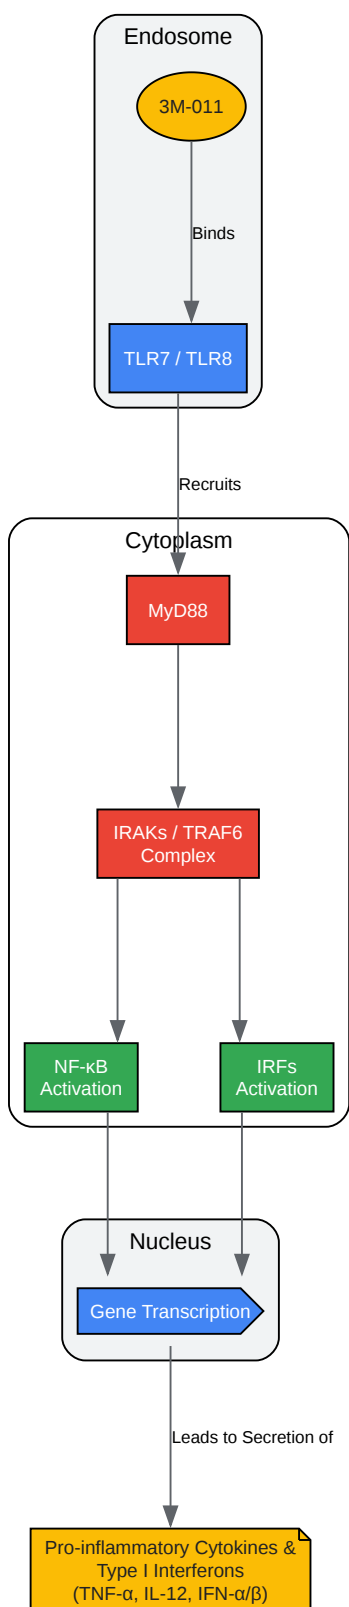 Endosome
3M-011
Binds
TLR7 / TLR8
Recruits
Cytoplasm
MyD88
IRAKs / TRAF6
Complex
NF-κB
Activation
IRFs
Activation
Nucleus
Gene Transcription
Leads to Secretion of
Pro-inflammatory Cytokines &
Type I Interferons
(TNF-α, IL-12, IFN-α/β)